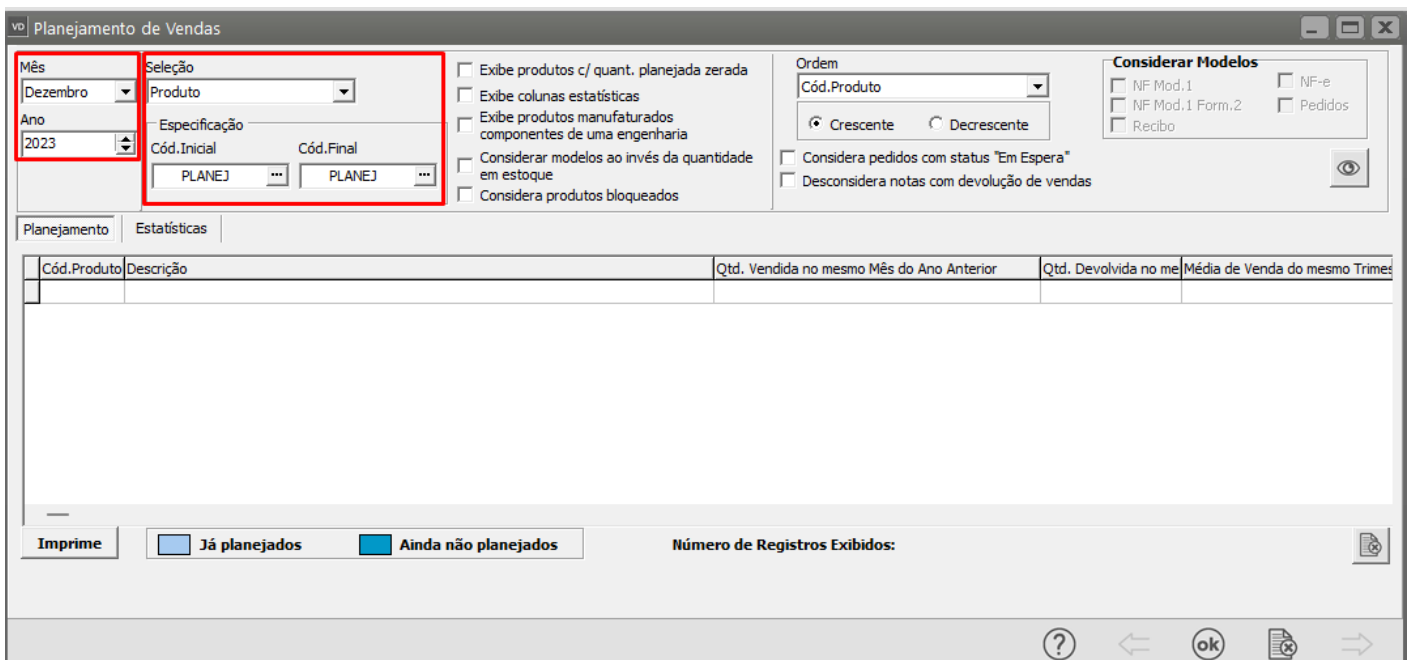 VD Planejamento de Vendas
Mês
Dezembro
Ano
2023
Seleção
Produto
Especificação
Cód.Inicial Cód.Final
PLANEJ ... PLANEJ ...
Exibe produtos c/ quant. planejada zerada
Exibe colunas estatísticas
Exibe produtos manufaturados
componentes de uma engenharia
Considerar modelos ao invés da quantidade
em estoque
Considera produtos bloqueados
Ordem
Cód.Produto
Crescente Decrescente
Considera pedidos com status "Em Espera"
Desconsidera notas com devolução de vendas
Considerar Modelos
NF Mod.1 NF-e
NF Mod.1 Form.2 Pedidos
Recibo
Planejamento Estatísticas
Cód.Produto Descrição Qtd. Vendida no mesmo Mês do Ano Anterior Qtd. Devolvida no me Média de Venda do mesmo Trimes
Imprime Já planejados Ainda não planejados Número de Registros Exibidos:
? ok